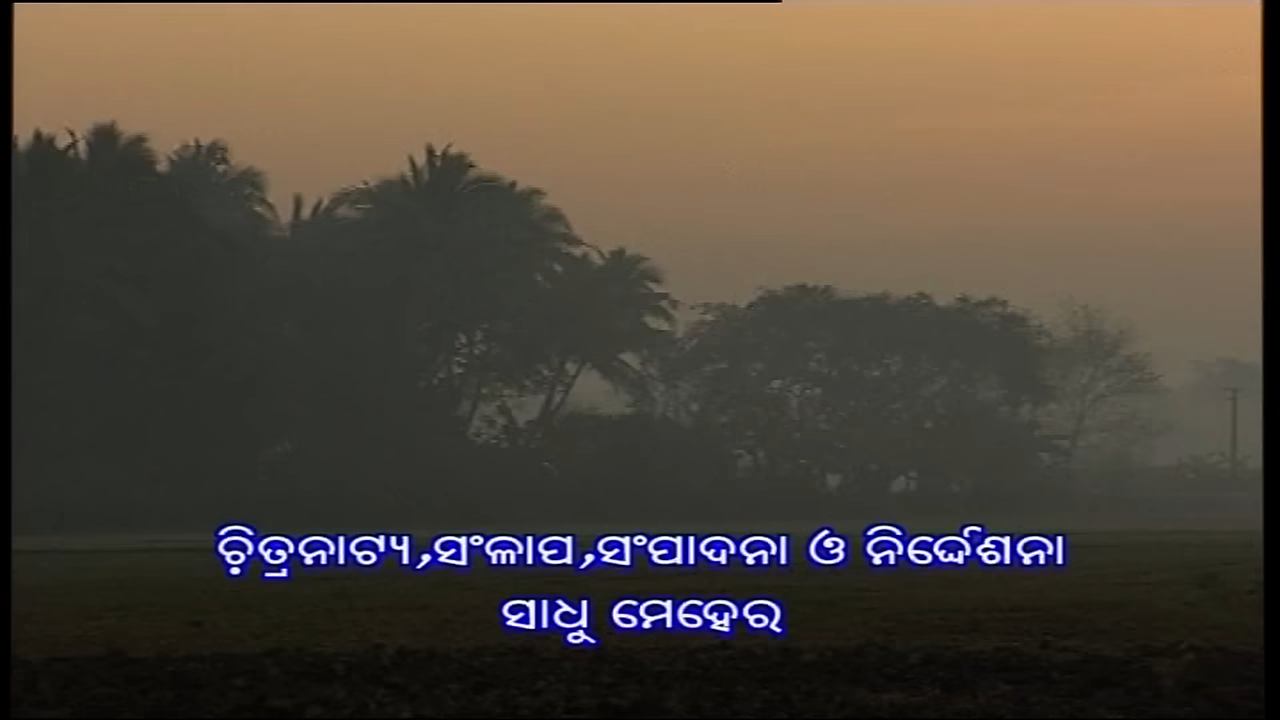 ଚିତ୍ରନାଟ୍ୟ,ସଂଳାପ,ସଂପାଦନା ଓ ନିର୍ଦ୍ଦେଶନା
ସାଧୁ ମେହେର